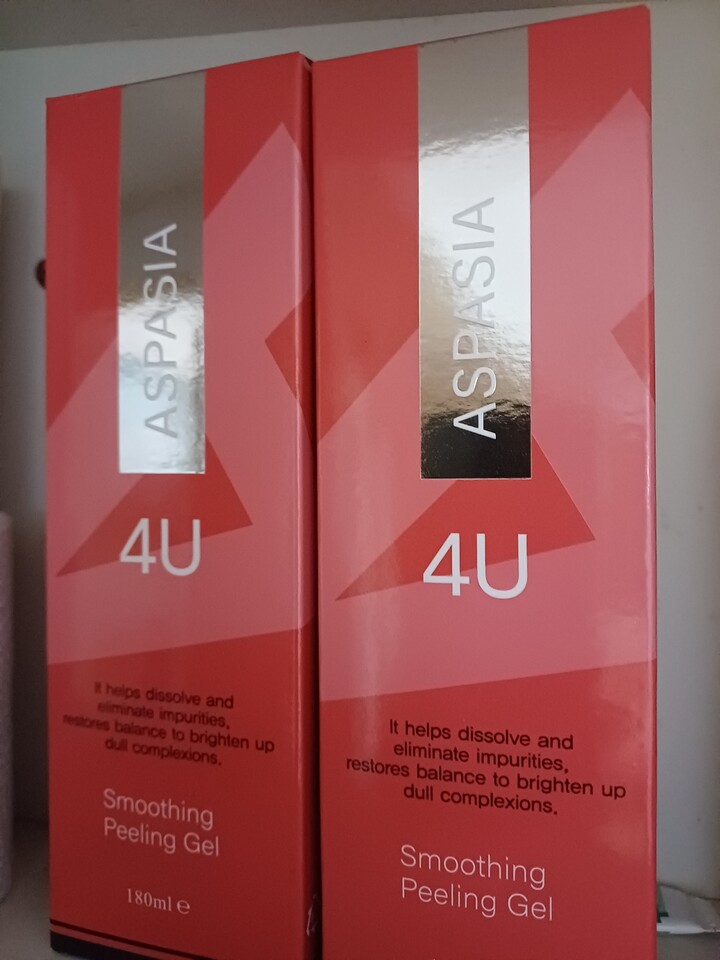 ASPASIA
4U
It helps dissolve and
eliminate impurities,
restores balance to brighten up
dull complexions.
Smoothing
Peeling Gel
180ml e
ASPASIA
4U
It helps dissolve and
eliminate impurities,
restores balance to brighten up
dull complexions.
Smoothing
Peeling Gel